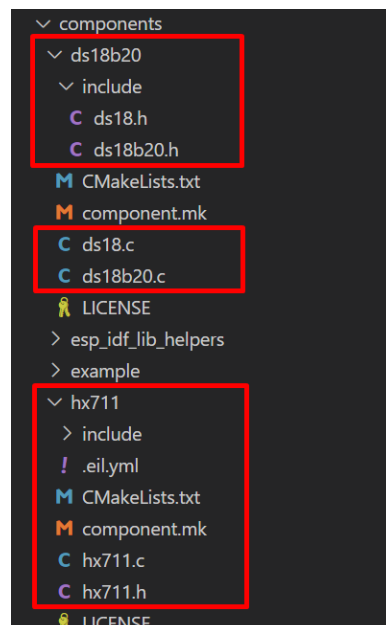 components
ds18b20
include
C ds18.h
C ds18b20.h
M CMakeLists.txt
M component.mk
C ds18.c
C ds18b20.c
LICENSE
esp_idf_lib_helpers
example
hx711
include
! .eil.yml
M CMakeLists.txt
M component.mk
C hx711.c
C hx711.h
LICENSE